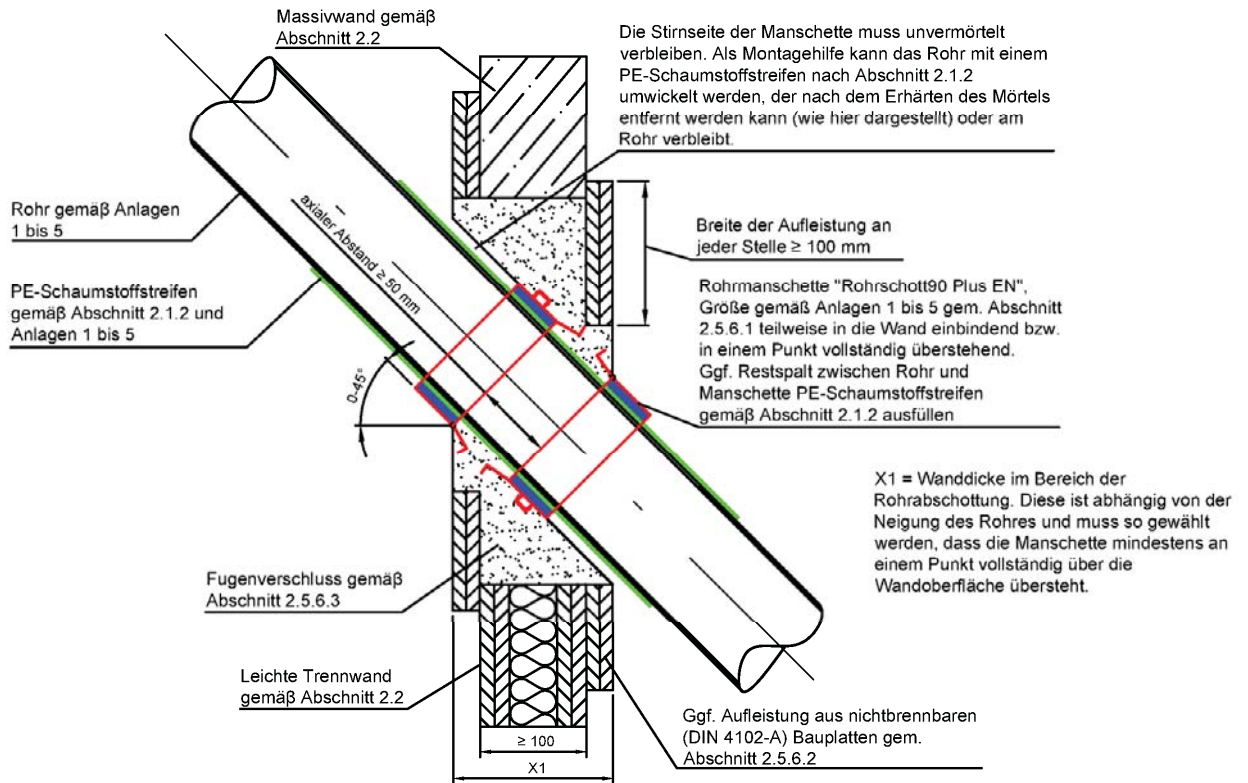 Massivwand gemäß
Abschnitt 2.2
Die Stirnseite der Manschette muss unvermörtelt
verbleiben. Als Montagehilfe kann das Rohr mit einem
PE-Schaumstoffstreifen nach Abschnitt 2.1.2
umwickelt werden, der nach dem Erhärten des Mörtels
entfernt werden kann (wie hier dargestellt) oder am
Rohr verbleibt.
Rohr gemäß Anlagen
1 bis 5
axialer Abstand ≥ 50 mm
Breite der Aufleistung an
jeder Stelle ≥ 100 mm
PE-Schaumstoffstreifen
gemäß Abschnitt 2.1.2 und
Anlagen 1 bis 5
Rohrmanschette "Rohrschott90 Plus EN",
Größe gemäß Anlagen 1 bis 5 gem. Abschnitt
2.5.6.1 teilweise in die Wand einbindend bzw.
in einem Punkt vollständig überstehend.
Ggf. Restspalt zwischen Rohr und
Manschette PE-Schaumstoffstreifen
gemäß Abschnitt 2.1.2 ausfüllen
0-45°
X1 = Wanddicke im Bereich der
Rohrabschottung. Diese ist abhängig von der
Neigung des Rohres und muss so gewählt
werden, dass die Manschette mindestens an
einem Punkt vollständig über die
Wandoberfläche übersteht.
Fugenverschluss gemäß
Abschnitt 2.5.6.3
Leichte Trennwand
gemäß Abschnitt 2.2
Ggf. Aufleistung aus nichtbrennbaren
(DIN 4102-A) Bauplatten gem.
Abschnitt 2.5.6.2
≥ 100
X1